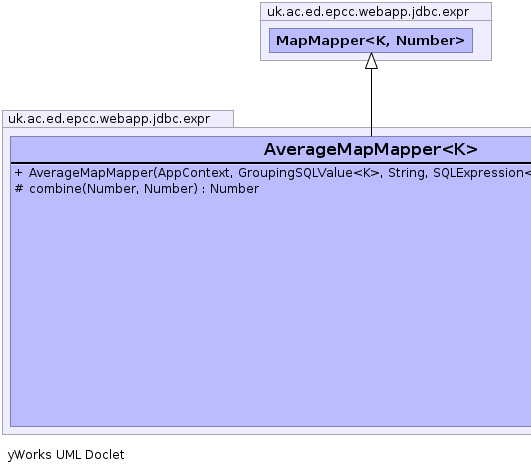 uk.ac.ed.epcc.webapp.jdbc.expr
MapMapper<K, Number>
uk.ac.ed.epcc.webapp.jdbc.expr
AverageMapMapper<K>
+ AverageMapMapper(AppContext, GroupingSQLValue<K>, String, SQLExpression<
# combine(Number, Number) : Number
yWorks UML Doclet